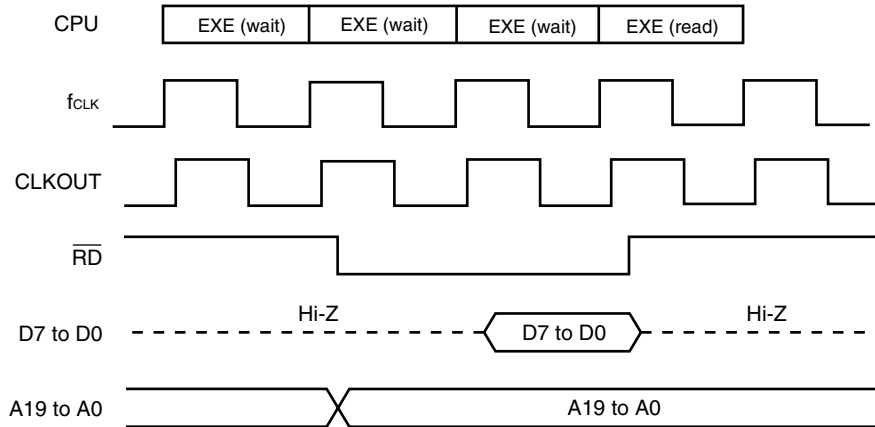 CPU EXE (wait) EXE (wait) EXE (wait) EXE (read)
fCLK
CLKOUT
RD
Hi-Z Hi-Z
D7 to D0 D7 to D0
A19 to A0 A19 to A0